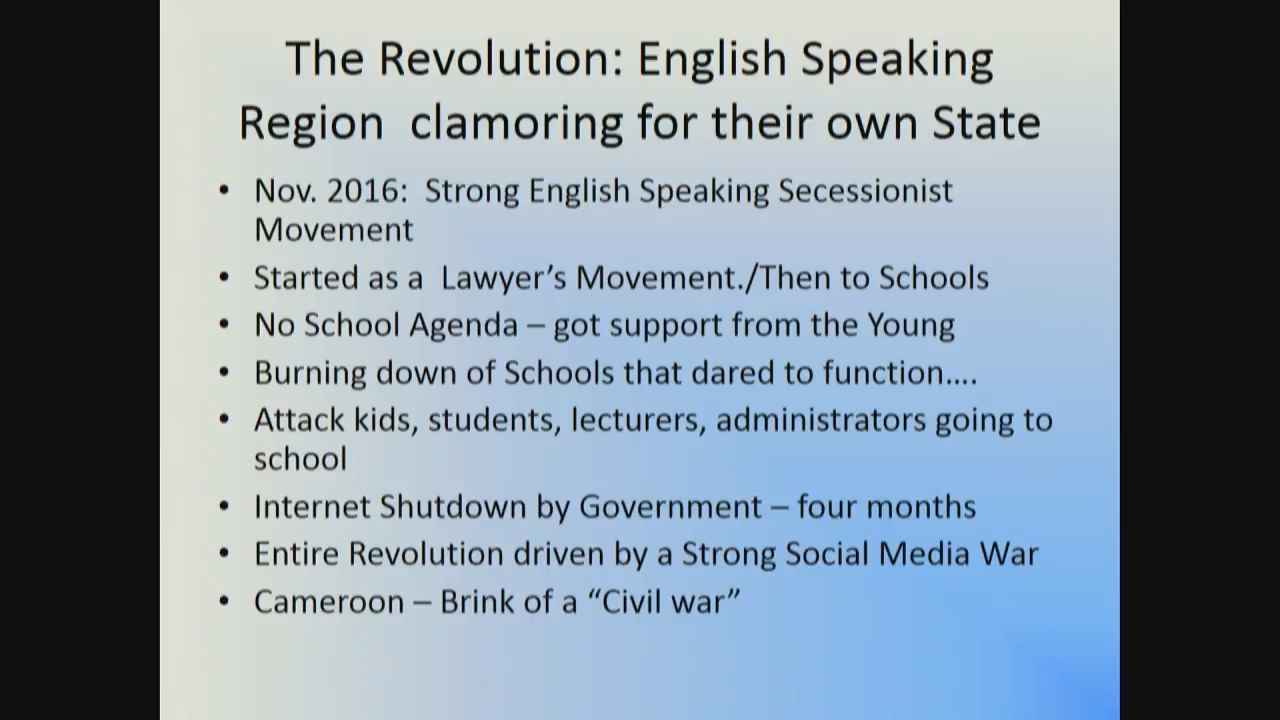 The Revolution: English Speaking
Region  clamoring for their own State
• Nov. 2016:  Strong English Speaking Secessionist
Movement
• Started as a  Lawyer’s Movement./Then to Schools
• No School Agenda – got support from the Young
• Burning down of Schools that dared to function....
• Attack kids, students, lecturers, administrators going to
school
• Internet Shutdown by Government – four months
• Entire Revolution driven by a Strong Social Media War
• Cameroon – Brink of a “Civil war”